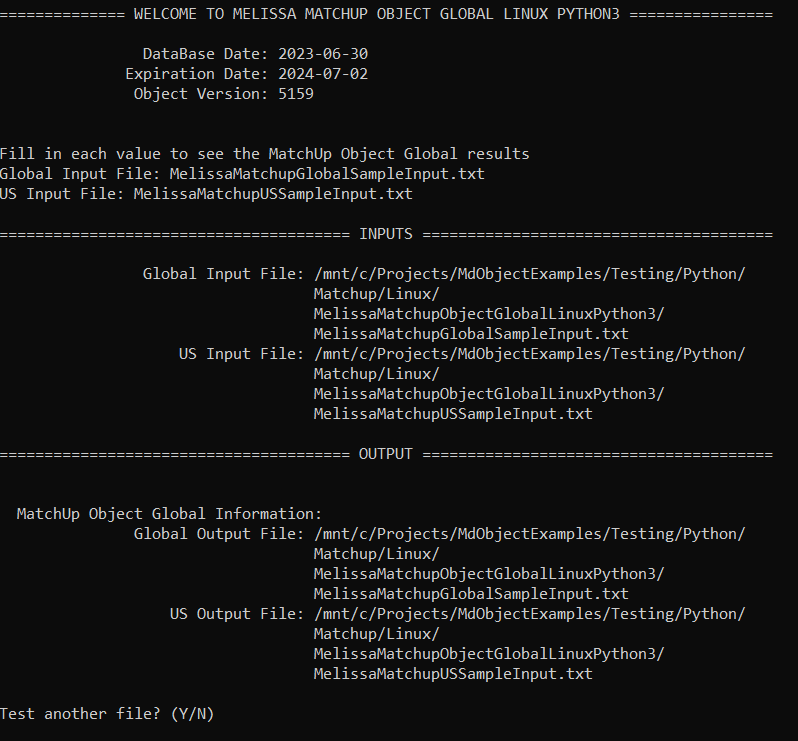 ============== WELCOME TO MELISSA MATCHUP OBJECT GLOBAL LINUX PYTHON3 ================
DataBase Date: 2023-06-30
Expiration Date: 2024-07-02
Object Version: 5159
Fill in each value to see the MatchUp Object Global results
Global Input File: MelissaMatchupGlobalSampleInput.txt
US Input File: MelissaMatchupUSSampleInput.txt
======================================= INPUTS =======================================
Global Input File: /mnt/c/Projects/MdObjectExamples/Testing/Python/
Matchup/Linux/
MelissaMatchupObjectGlobalLinuxPython3/
MelissaMatchupGlobalSampleInput.txt
US Input File: /mnt/c/Projects/MdObjectExamples/Testing/Python/
Matchup/Linux/
MelissaMatchupObjectGlobalLinuxPython3/
MelissaMatchupUSSampleInput.txt
======================================= OUTPUT =======================================
MatchUp Object Global Information:
Global Output File: /mnt/c/Projects/MdObjectExamples/Testing/Python/
Matchup/Linux/
MelissaMatchupObjectGlobalLinuxPython3/
MelissaMatchupGlobalSampleInput.txt
US Output File: /mnt/c/Projects/MdObjectExamples/Testing/Python/
Matchup/Linux/
MelissaMatchupObjectGlobalLinuxPython3/
MelissaMatchupUSSampleInput.txt
Test another file? (Y/N)